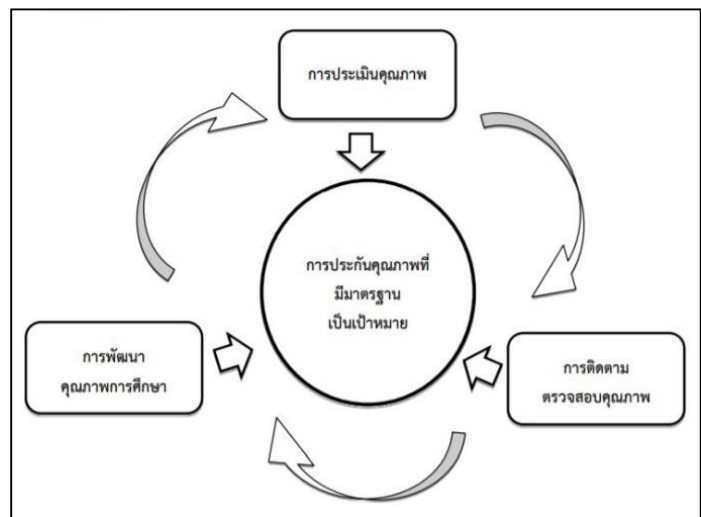 การประเมินคุณภาพ
การประกันคุณภาพที่
มีมาตรฐาน
เป็นเป้าหมาย
การพัฒนา
คุณภาพการศึกษา
การติดตาม
ตรวจสอบคุณภาพ